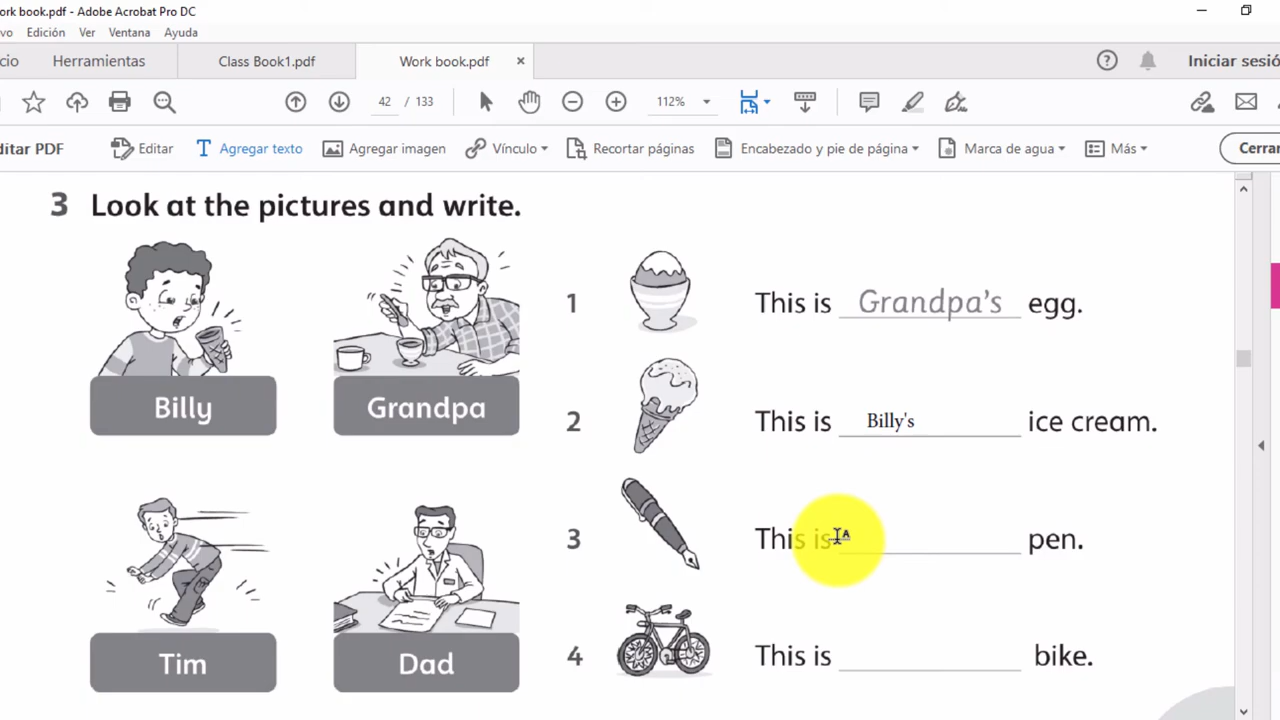 ork book.pdf - Adobe Acrobat Pro DC
vo Edición Ver Ventana Ayuda
cio Herramientas Class Book1.pdf Work book.pdf ×
42 / 133 112%
ditar PDF Editar Agregar texto Agregar imagen Vínculo Recortar páginas Encabezado y pie de página Marca de agua Más Cerrar
Iniciar sesió
3 Look at the pictures and write.
Billy
Grandpa
Tim
Dad
1 This is Grandpa's egg.
2 This is Billy's ice cream.
3 This is pen.
4 This is bike.